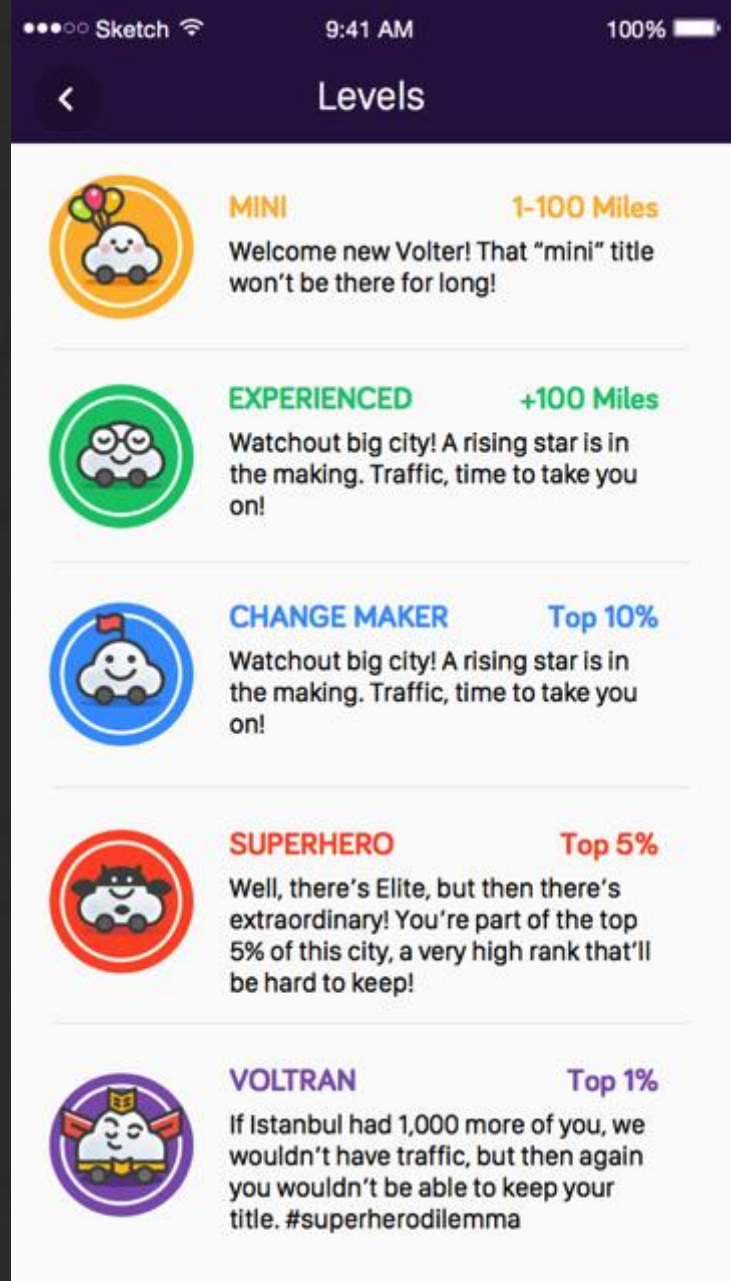 Sketch 9:41 AM 100%
Levels
MINI 1-100 Miles
Welcome new Volter! That “mini” title
won’t be there for long!
EXPERIENCED +100 Miles
Watchout big city! A rising star is in
the making. Traffic, time to take you
on!
CHANGE MAKER Top 10%
Watchout big city! A rising star is in
the making. Traffic, time to take you
on!
SUPERHERO Top 5%
Well, there’s Elite, but then there’s
extraordinary! You’re part of the top
5% of this city, a very high rank that’ll
be hard to keep!
VOLTRAN Top 1%
If Istanbul had 1,000 more of you, we
wouldn’t have traffic, but then again
you wouldn’t be able to keep your
title. #superherodilemma